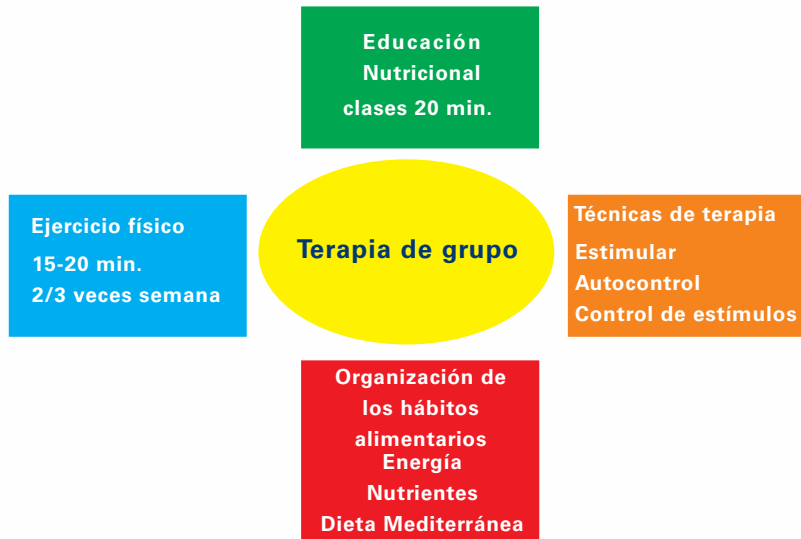 Educación
Nutricional
clases 20 min.
Ejercicio físico
15-20 min.
2/3 veces semana
Terapia de grupo
Técnicas de terapia
Estimular
Autocontrol
Control de estímulos
Organización de
los hábitos
alimentarios
Energía
Nutrientes
Dieta Mediterránea